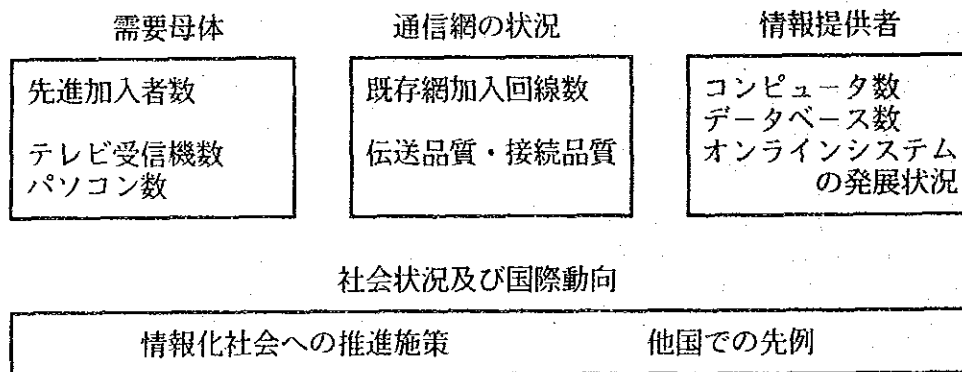 需要母体
先進加入者数
テレビ受信機数
パソコン数
通信網の状況
既存網加入回線数
伝送品質・接続品質
情報提供者
コンピュータ数
データベース数
オンラインシステム
の発展状況
社会状況及び国際動向
情報化社会への推進施策 他国での先例